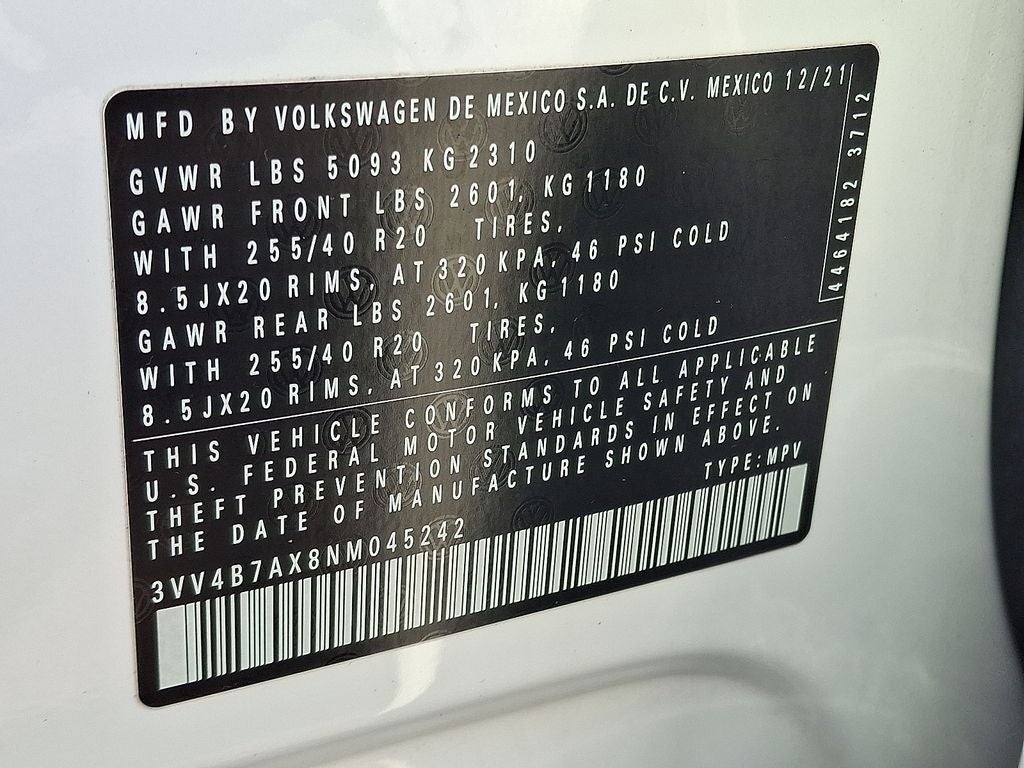 MFD BY VOLKSWAGEN DE MEXICO S.A. DE C.V. MEXICO 12/21
GVWR LBS 5093 KG 2310
GAWR FRONT LBS 2601, KG 1180
WITH 255/40 R20 TIRES,
8.5JX20 RIMS, AT 320 KPA, 46 PSI COLD
GAWR REAR LBS 2601, KG 1180
WITH 255/40 R20 TIRES,
8.5JX20 RIMS, AT 320 KPA, 46 PSI COLD
4464182 3712
THIS VEHICLE CONFORMS TO ALL APPLICABLE
U.S. FEDERAL MOTOR VEHICLE SAFETY AND
THEFT PREVENTION STANDARDS IN EFFECT ON
THE DATE OF MANUFACTURE SHOWN ABOVE.
TYPE: MPV
3VV4B7AX8NM045242